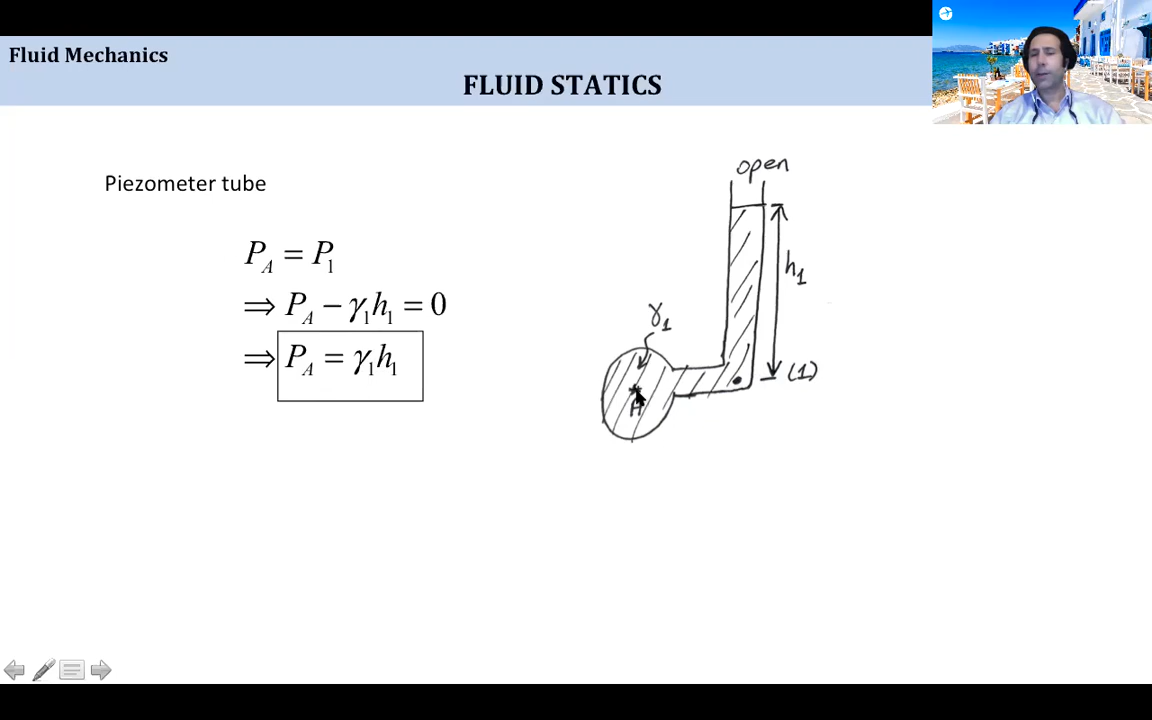 Fluid Mechanics
FLUID STATICS
Piezometer tube
P_A = P_1
⇒ P_A − γ_1 h_1 = 0
⇒ P_A = γ_1 h_1
open
h_1
γ_1
(1)
A